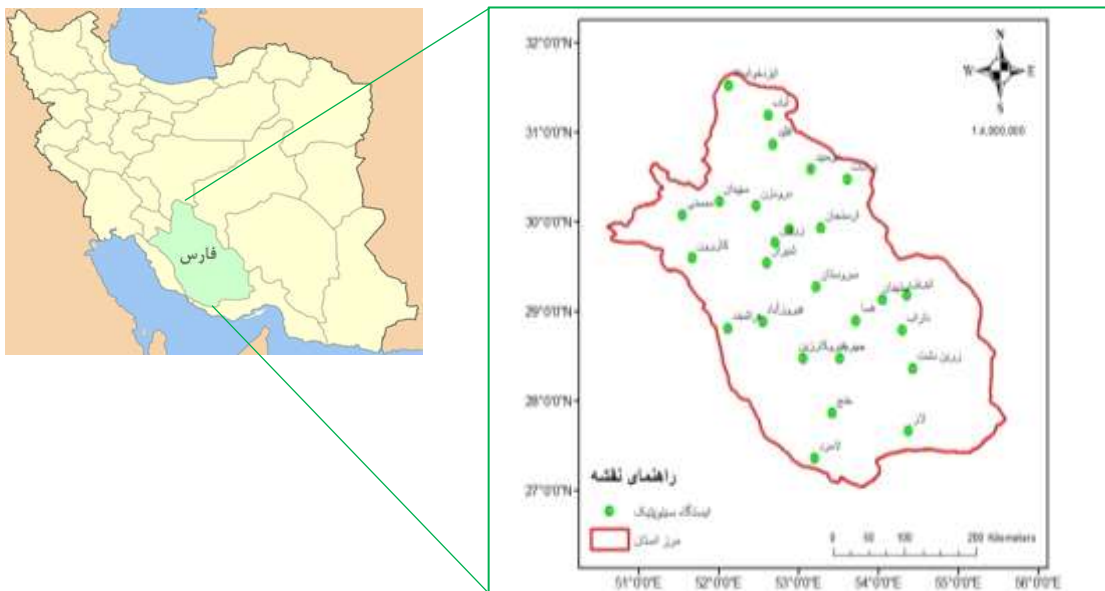 فارس
N
W
E
S
1:4,000,000
32°0'0"N
31°0'0"N
30°0'0"N
29°0'0"N
28°0'0"N
27°0'0"N
ایزدخواست
آباده
اقلید
سپیدان
درودزن
ممسنی
ارسنجان
زرقان
کازرون
شیراز
سروستان
فیروزآباد
فراشبند
فسا
داراب
زرین دشت
خنج
لار
لامرد
راهنمای نقشه
ایستگاه سینوپتیک
مرز استان
0 50 100 200 Kilometers
51°0'0"E 52°0'0"E 53°0'0"E 54°0'0"E 55°0'0"E 56°0'0"E